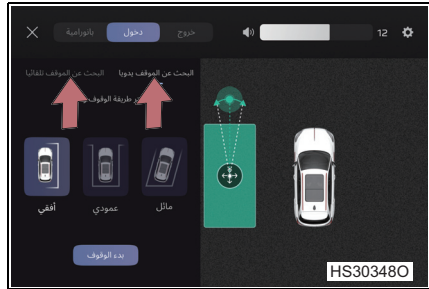 خروج دخول بانورامية 12
البحث عن الموقف يدويا البحث عن الموقف تلقائيا
طريقة الوقوف
مائل عمودي أفقي
بدء الوقوف
HS30348O